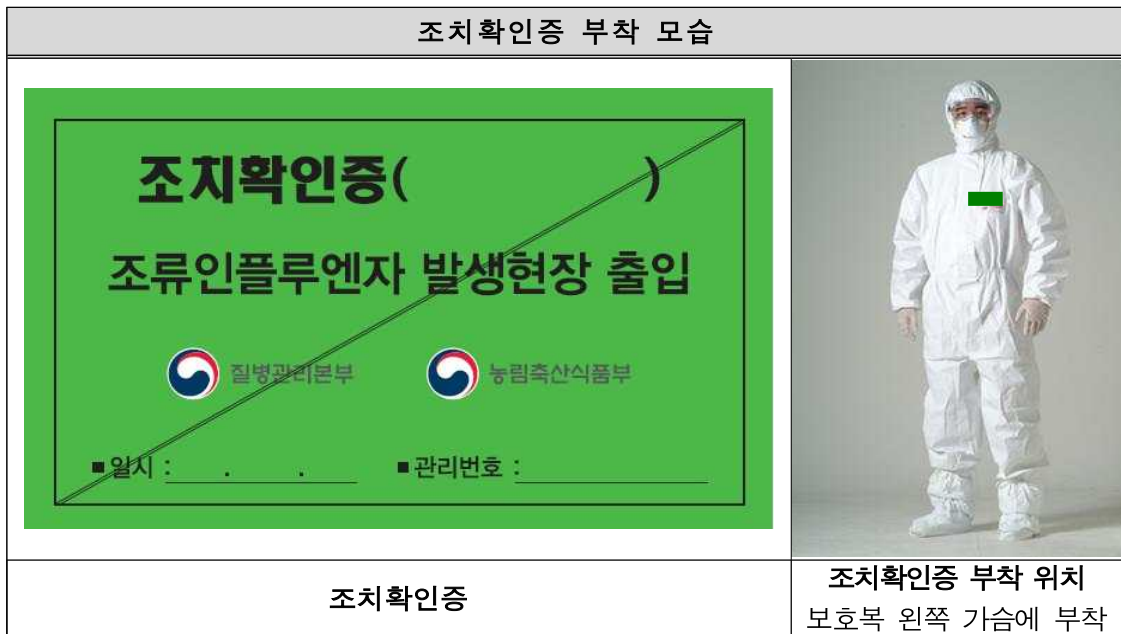 조치확인증 부착 모습
조치확인증(          )
조류인플루엔자 발생현장 출입
질병관리본부 농림축산식품부
■일시 :      .      .      ■관리번호 :
조치확인증
조치확인증 부착 위치
보호복 왼쪽 가슴에 부착